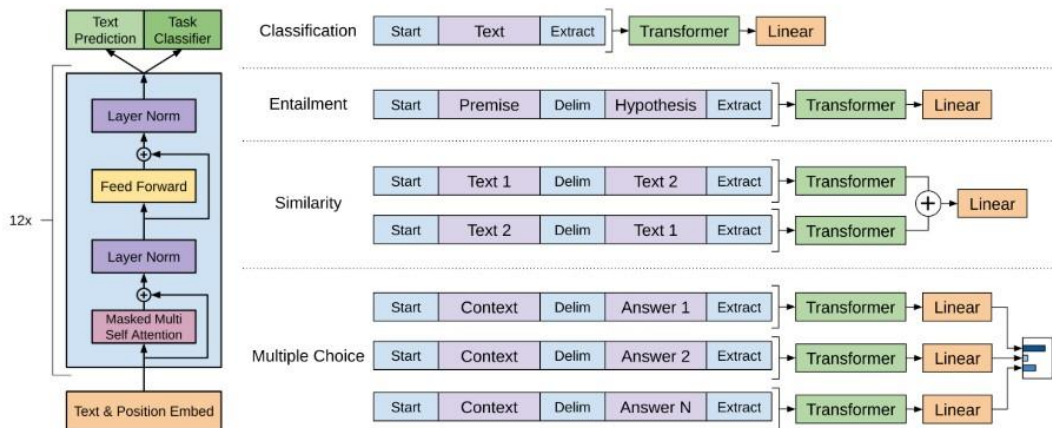 Text Prediction
Task Classifier
12x
Layer Norm
Feed Forward
Layer Norm
Masked Multi
Self Attention
Text & Position Embed
Classification
Start Text Extract Transformer Linear
Entailment
Start Premise Delim Hypothesis Extract Transformer Linear
Similarity
Start Text 1 Delim Text 2 Extract Transformer
Start Text 2 Delim Text 1 Extract Transformer
Linear
Multiple Choice
Start Context Delim Answer 1 Extract Transformer Linear
Start Context Delim Answer 2 Extract Transformer Linear
Start Context Delim Answer N Extract Transformer Linear